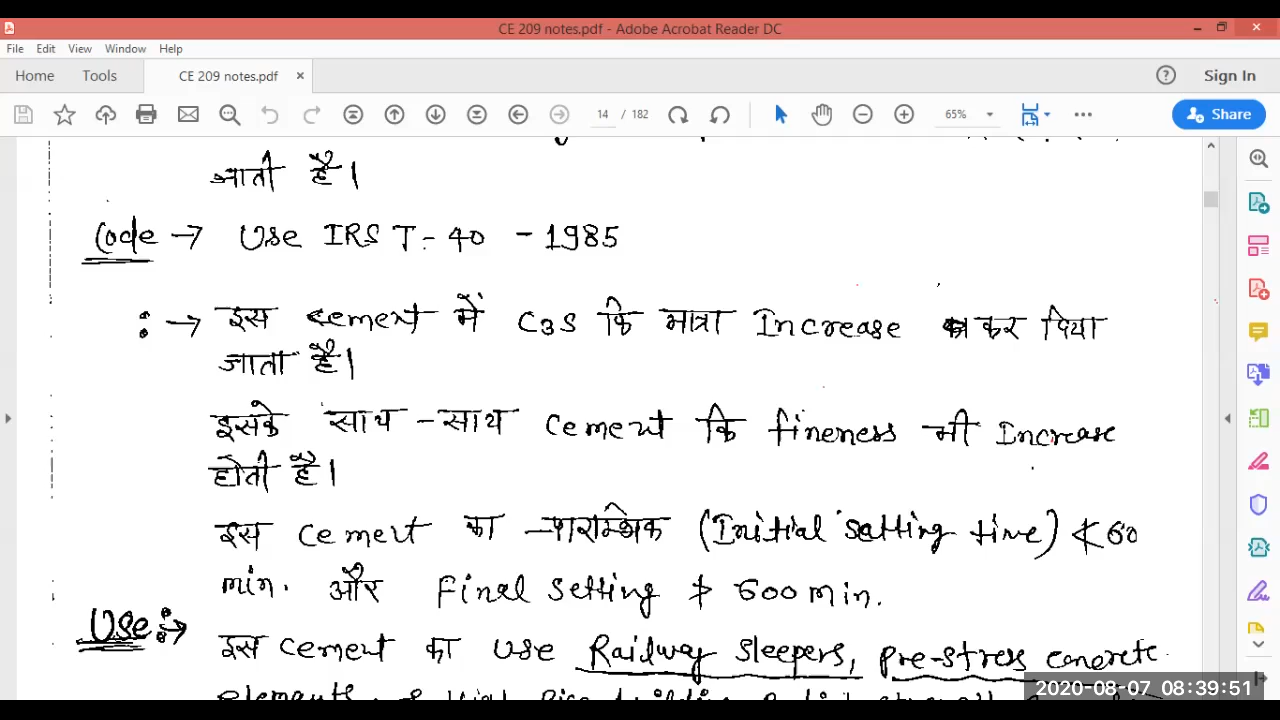 CE 209 notes.pdf - Adobe Acrobat Reader DC
File Edit View Window Help
Home Tools CE 209 notes.pdf × Sign In
14 / 182 65% Share
जाती है।
Code → Use IRS T- 40 - 1985
:→ इस cement में C3S कि मात्रा Increase कर दिया
जाता है।
इसके साथ - साथ cement कि fineness भी Increase
होती है।
इस cement का प्रारम्भिक (Initial setting time) ≮ 60
min. और Final setting ≯ 600 min.
Use:→ इस cement का use Railway sleepers, pre-stress concrete
elements
2020-08-07 08:39:51